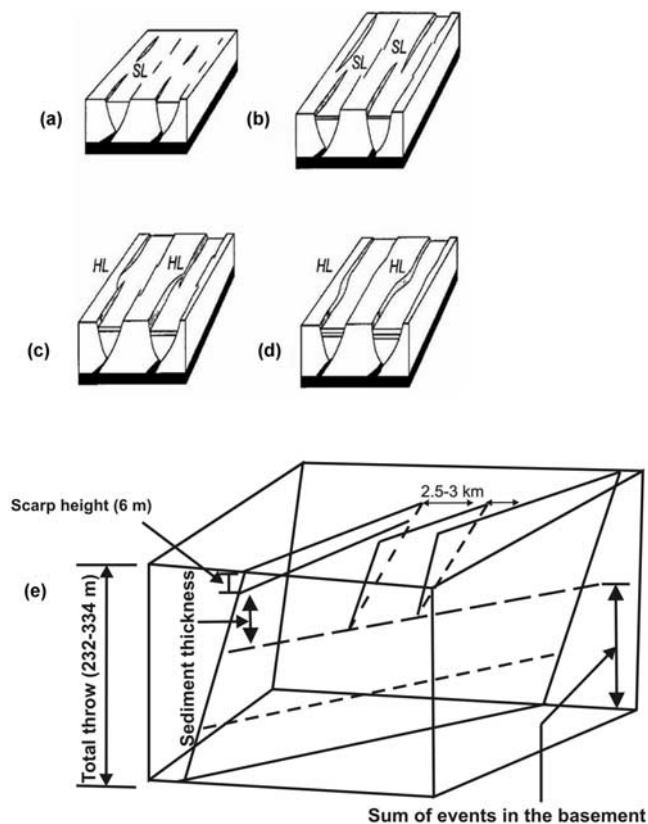 SL
(a)
SL
SL
(b)
HL
HL
(c)
HL
HL
(d)
2.5-3 km
Scarp height (6 m)
(e)
Total throw (232-334 m)
Sediment thickness
Sum of events in the basement